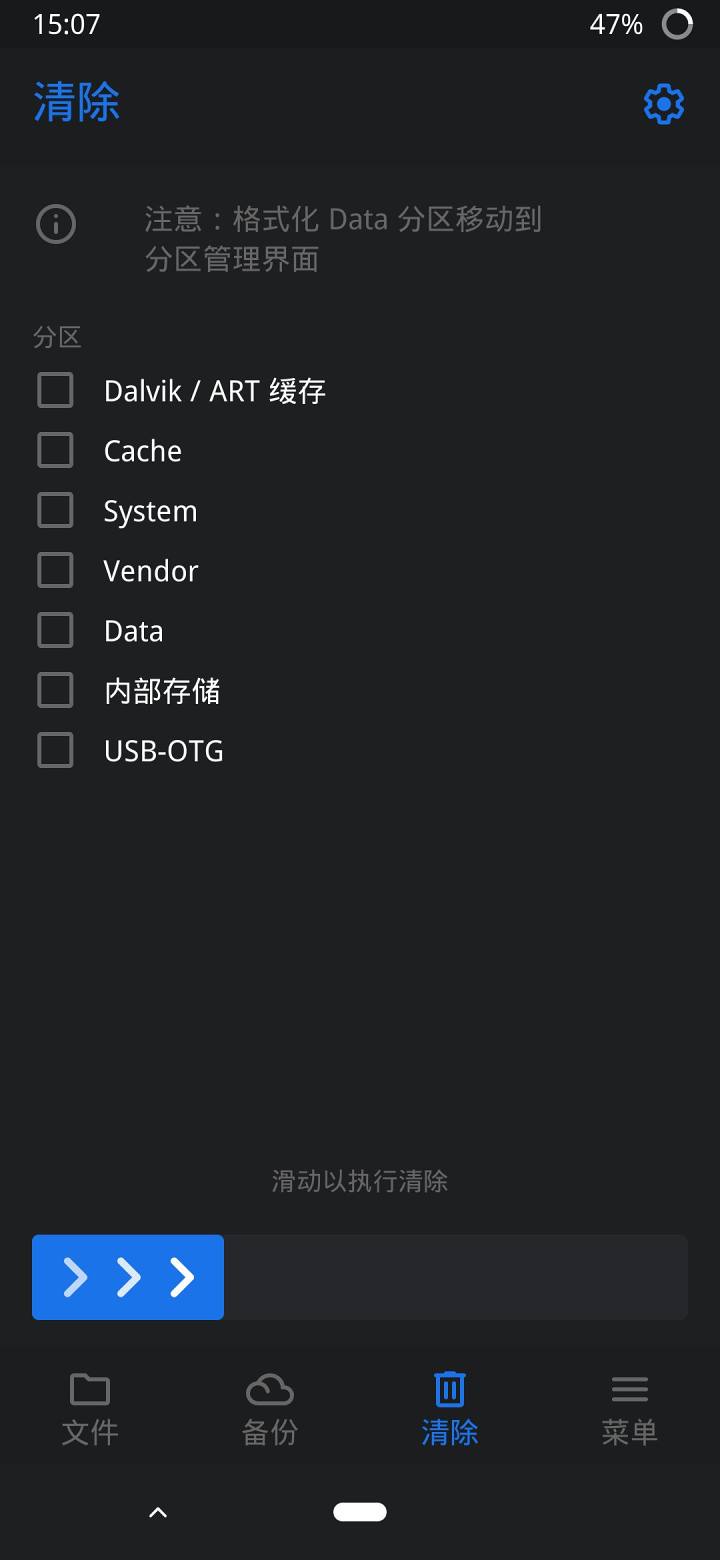 15:07
47%
清除
注意：格式化 Data 分区移动到
分区管理界面
分区
Dalvik / ART 缓存
Cache
System
Vendor
Data
内部存储
USB-OTG
滑动以执行清除
文件
备份
清除
菜单